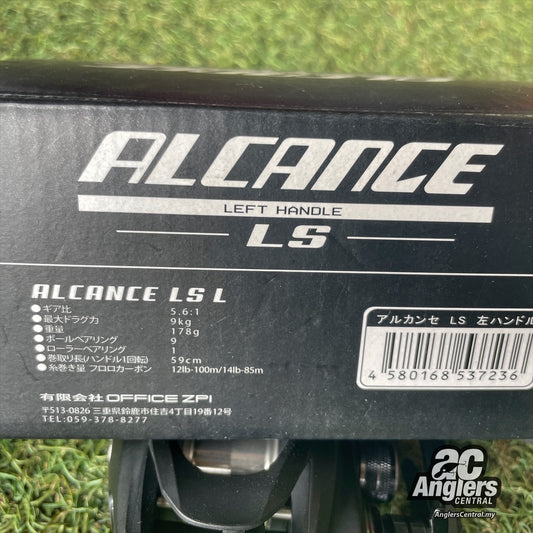 ALCANCE
LEFT HANDLE
LS
ALCANCE LS L
●ギア比 5.6:1
●最大ドラグ力 9kg
●重量 178g
●ボールベアリング 9
●ローラーベアリング 1
●巻取り長(ハンドル1回転) 59cm
●糸巻き量 フロロカーボン 12lb-100m/14lb-85m
アルカンセ LS 左ハンドル
4 580168 537236
有限会社 OFFICE ZPI
〒513-0826 三重県鈴鹿市住吉4丁目19番12号
TEL:059-378-8277
AC
Anglers
CENTRAL
AnglersCentral.my